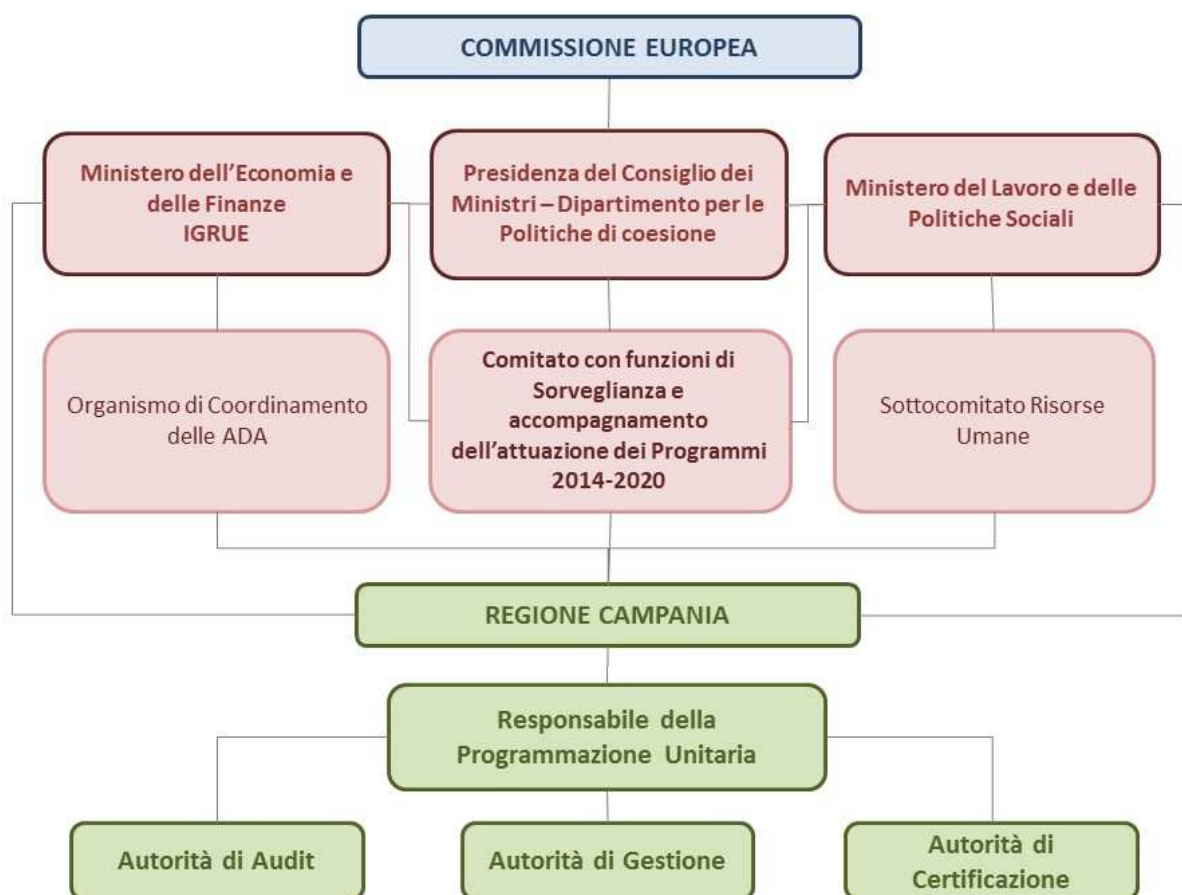 COMMISSIONE EUROPEA
Ministero dell'Economia e
delle Finanze
IGRUE
Presidenza del Consiglio dei
Ministri – Dipartimento per le
Politiche di coesione
Ministero del Lavoro e delle
Politiche Sociali
Organismo di Coordinamento
delle ADA
Comitato con funzioni di
Sorveglianza e
accompagnamento
dell'attuazione dei Programmi
2014-2020
Sottocomitato Risorse
Umane
REGIONE CAMPANIA
Responsabile della
Programmazione Unitaria
Autorità di Audit
Autorità di Gestione
Autorità di
Certificazione